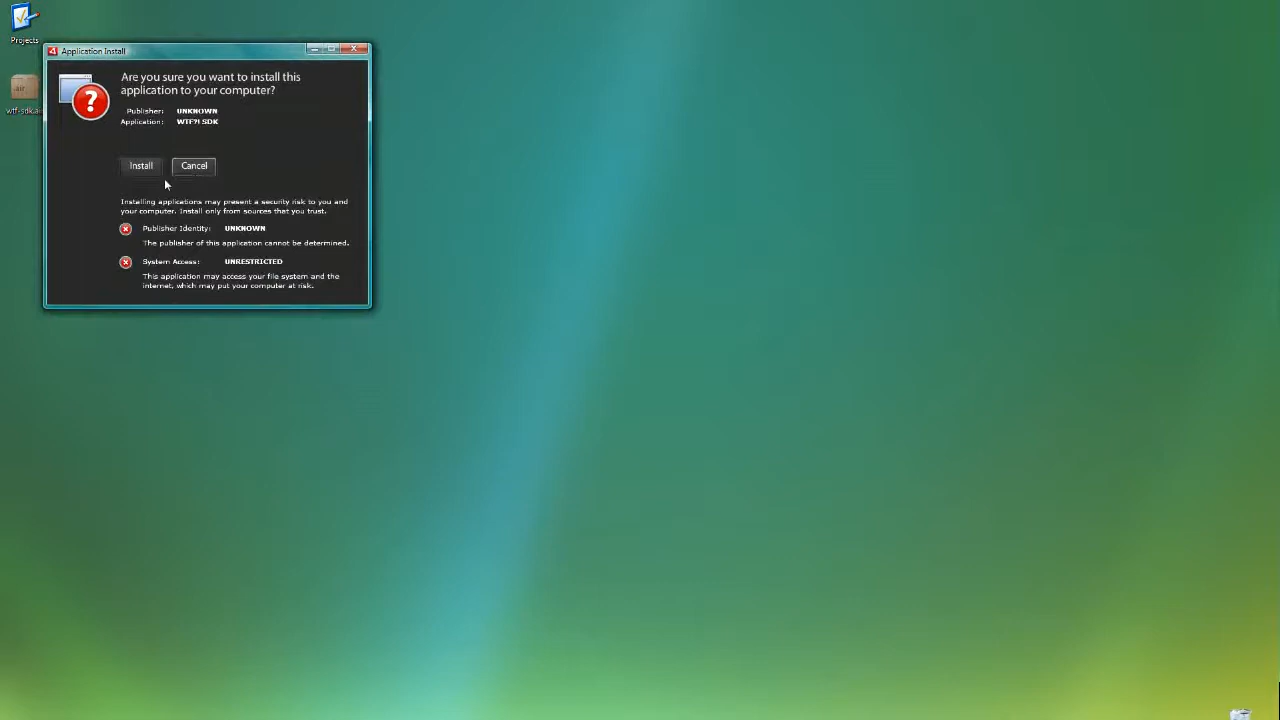 Projects
air
wtf-sdk.air
Application Install
Are you sure you want to install this
application to your computer?
Publisher: UNKNOWN
Application: WTF?! SDK
Install Cancel
Installing applications may present a security risk to you and
your computer. Install only from sources that you trust.
Publisher Identity: UNKNOWN
The publisher of this application cannot be determined.
System Access: UNRESTRICTED
This application may access your file system and the
internet, which may put your computer at risk.